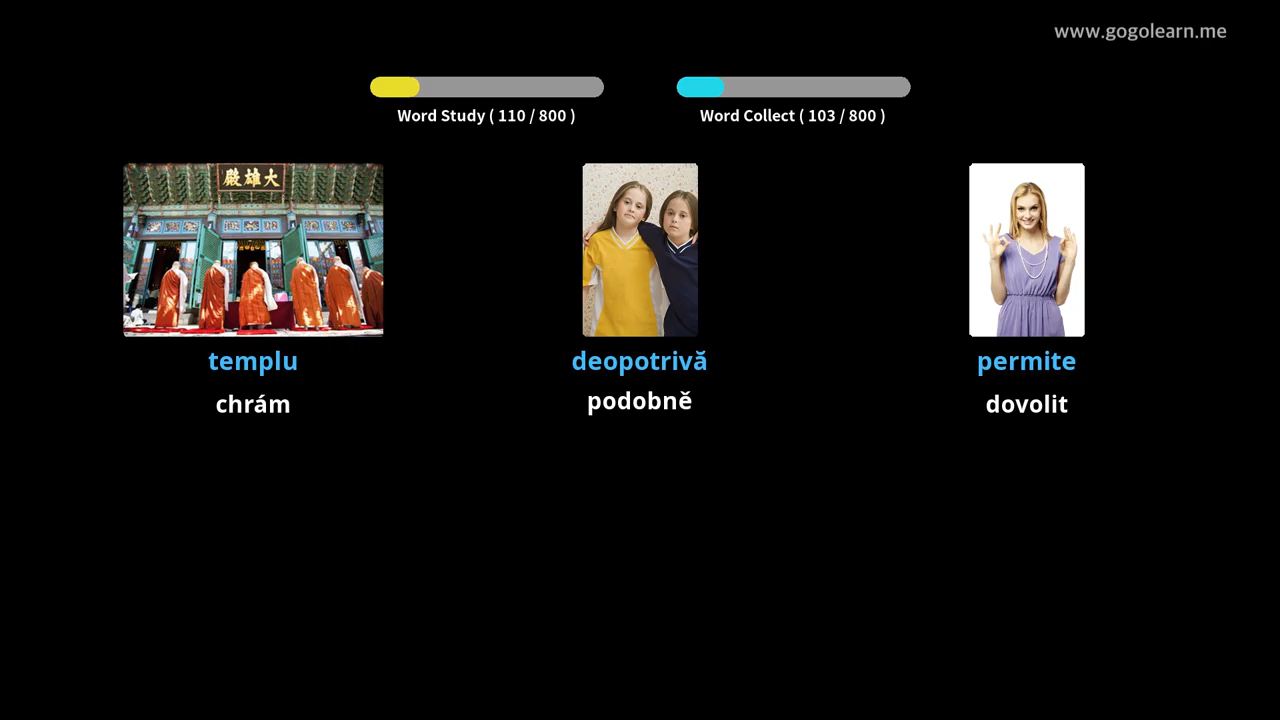 www.gogolearn.me
Word Study ( 110 / 800 )
Word Collect ( 103 / 800 )
殿雄大
templu
deopotrivă
permite
chrám
podobně
dovolit